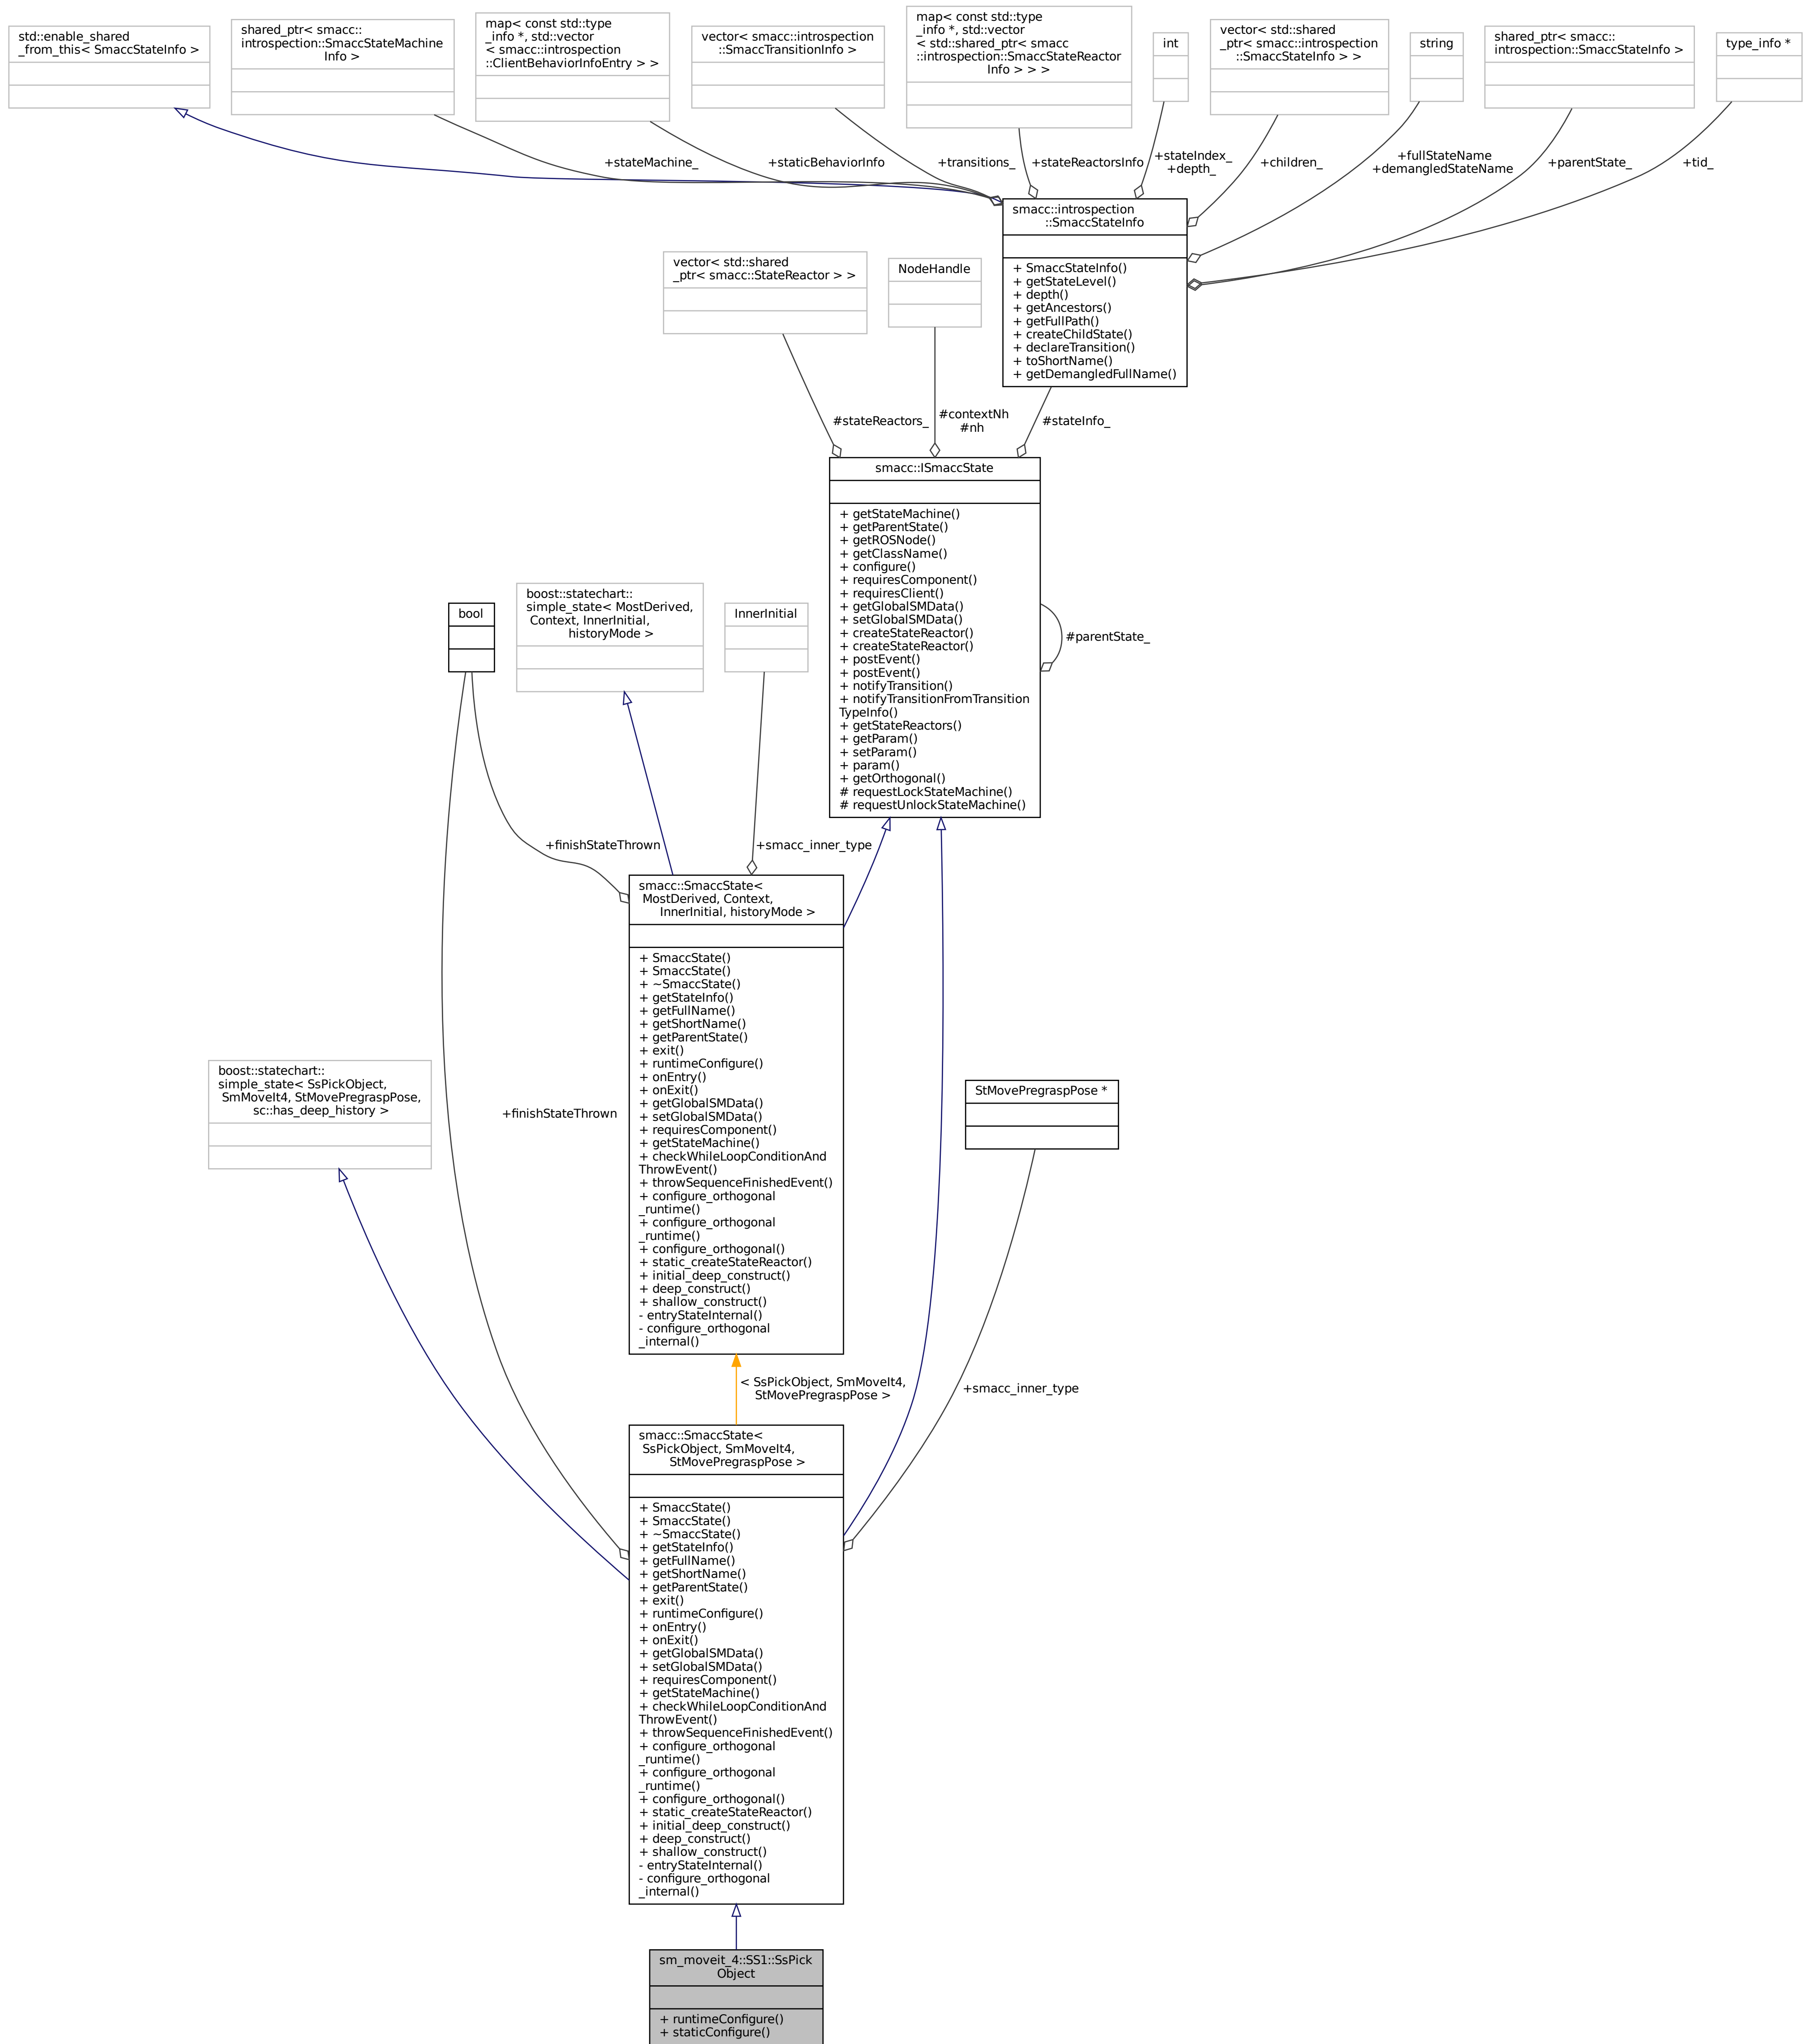 std::enable_shared
_from_this< SmaccStateInfo >
shared_ptr< smacc::
introspection::SmaccStateMachine
Info >
map< const std::type
_info *, std::vector
< smacc::introspection
::ClientBehaviorInfoEntry > >
vector< smacc::introspection
::SmaccTransitionInfo >
map< const std::type
_info *, std::vector
< std::shared_ptr< smacc
::introspection::SmaccStateReactor
Info > > >
int
vector< std::shared
_ptr< smacc::introspection
::SmaccStateInfo > >
string
shared_ptr< smacc::
introspection::SmaccStateInfo >
type_info *
+stateMachine_
+staticBehaviorInfo
+transitions_
+stateReactorsInfo
+stateIndex_
+depth_
+children_
+fullStateName
+demangledStateName
+parentState_
+tid_
smacc::introspection
::SmaccStateInfo
+ SmaccStateInfo()
+ getStateLevel()
+ depth()
+ getAncestors()
+ getFullPath()
+ createChildState()
+ declareTransition()
+ toShortName()
+ getDemangledFullName()
vector< std::shared
_ptr< smacc::StateReactor > >
NodeHandle
#stateReactors_
#contextNh
#nh
#stateInfo_
smacc::ISmaccState
+ getStateMachine()
+ getParentState()
+ getROSNode()
+ getClassName()
+ configure()
+ requiresComponent()
+ requiresClient()
+ getGlobalSMData()
+ setGlobalSMData()
+ createStateReactor()
+ createStateReactor()
+ postEvent()
+ postEvent()
+ notifyTransition()
+ notifyTransitionFromTransition
TypeInfo()
+ getStateReactors()
+ getParam()
+ setParam()
+ param()
+ getOrthogonal()
# requestLockStateMachine()
# requestUnlockStateMachine()
#parentState_
bool
boost::statechart::
simple_state< MostDerived,
Context, InnerInitial,
historyMode >
InnerInitial
+finishStateThrown
+smacc_inner_type
smacc::SmaccState<
MostDerived, Context,
InnerInitial, historyMode >
+ SmaccState()
+ SmaccState()
+ ~SmaccState()
+ getStateInfo()
+ getFullName()
+ getShortName()
+ getParentState()
+ exit()
+ runtimeConfigure()
+ onEntry()
+ onExit()
+ getGlobalSMData()
+ setGlobalSMData()
+ requiresComponent()
+ getStateMachine()
+ checkWhileLoopConditionAnd
ThrowEvent()
+ throwSequenceFinishedEvent()
+ configure_orthogonal
_runtime()
+ configure_orthogonal
_runtime()
+ configure_orthogonal()
+ static_createStateReactor()
+ initial_deep_construct()
+ deep_construct()
+ shallow_construct()
- entryStateInternal()
- configure_orthogonal
_internal()
boost::statechart::
simple_state< SsPickObject,
SmMoveIt4, StMovePregraspPose,
sc::has_deep_history >
+finishStateThrown
StMovePregraspPose *
< SsPickObject, SmMoveIt4,
StMovePregraspPose >
+smacc_inner_type
smacc::SmaccState<
SsPickObject, SmMoveIt4,
StMovePregraspPose >
+ SmaccState()
+ SmaccState()
+ ~SmaccState()
+ getStateInfo()
+ getFullName()
+ getShortName()
+ getParentState()
+ exit()
+ runtimeConfigure()
+ onEntry()
+ onExit()
+ getGlobalSMData()
+ setGlobalSMData()
+ requiresComponent()
+ getStateMachine()
+ checkWhileLoopConditionAnd
ThrowEvent()
+ throwSequenceFinishedEvent()
+ configure_orthogonal
_runtime()
+ configure_orthogonal
_runtime()
+ configure_orthogonal()
+ static_createStateReactor()
+ initial_deep_construct()
+ deep_construct()
+ shallow_construct()
- entryStateInternal()
- configure_orthogonal
_internal()
sm_moveit_4::SS1::SsPick
Object
+ runtimeConfigure()
+ staticConfigure()